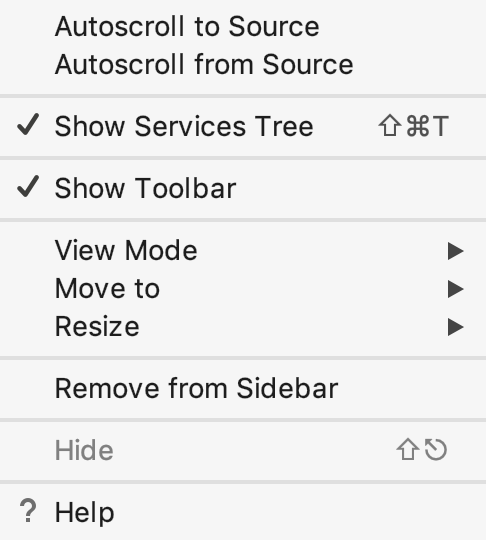 Autoscroll to Source
Autoscroll from Source
✓ Show Services Tree ⇧⌘T
✓ Show Toolbar
View Mode ▶
Move to ▶
Resize ▶
Remove from Sidebar
Hide ⇧⎋
? Help